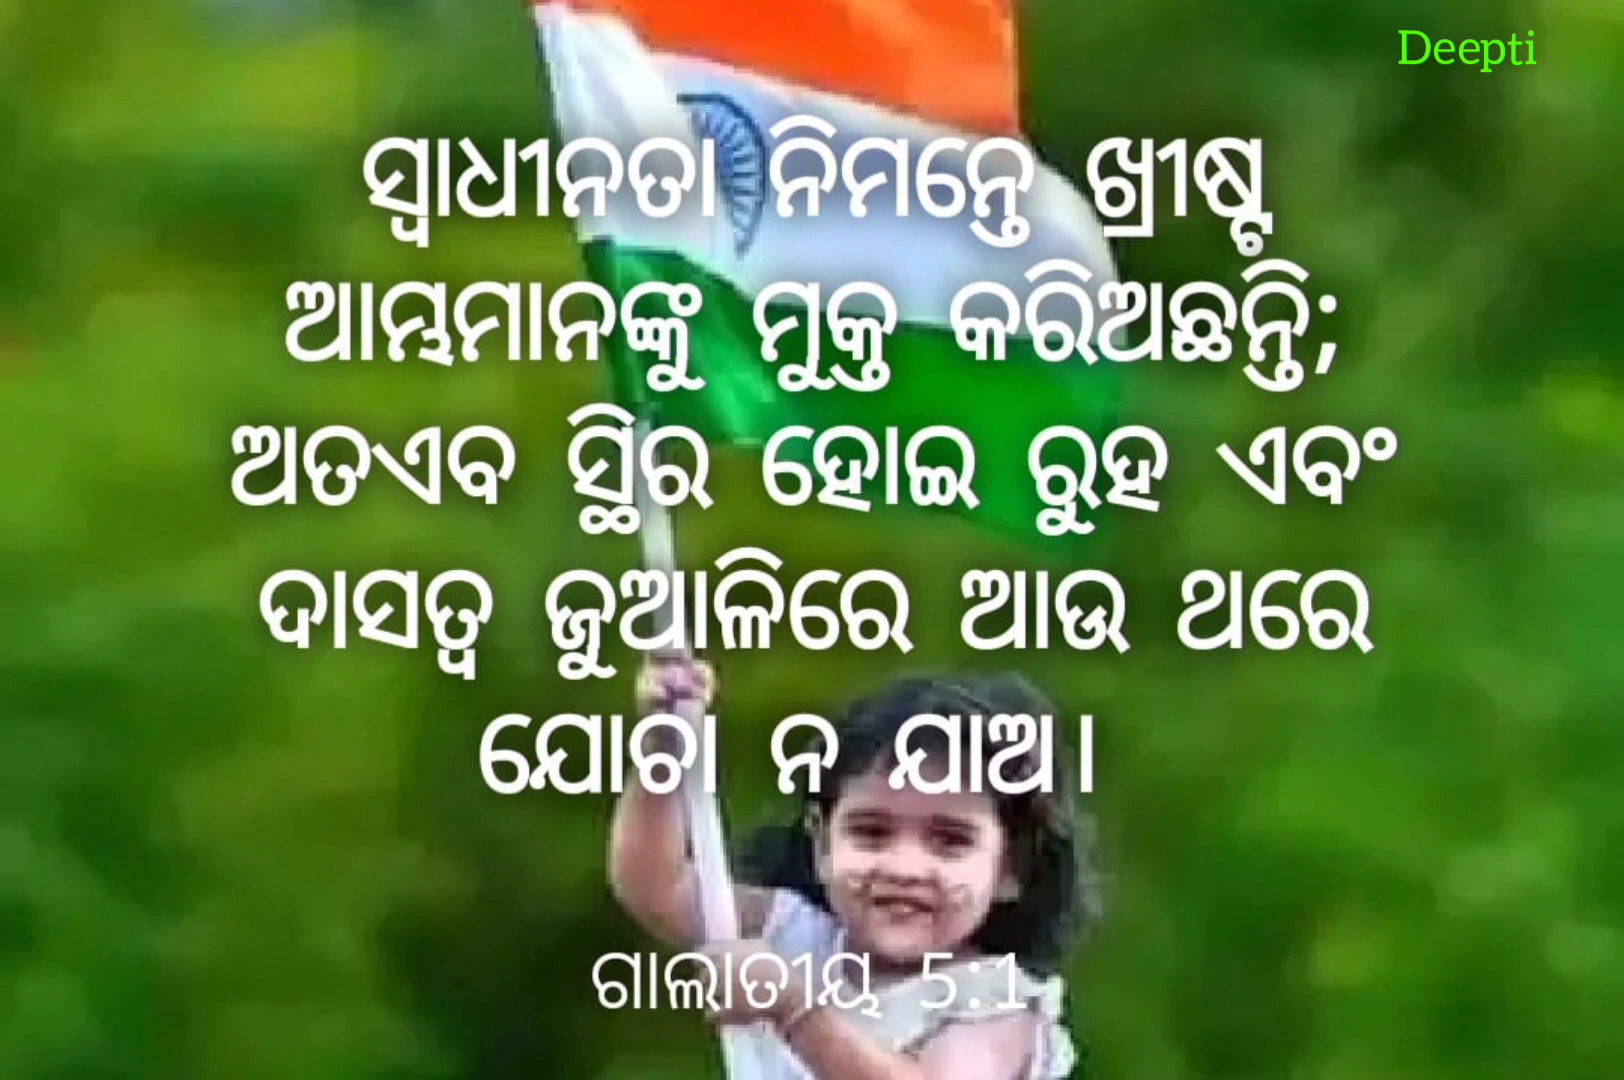 Deepti
ସ୍ୱାଧୀନତା ନିମନ୍ତେ ଖ୍ରୀଷ୍ଟ
ଆମ୍ଭମାନଙ୍କୁ ମୁକ୍ତ କରିଅଛନ୍ତି;
ଅତଏବ ସ୍ଥିର ହୋଇ ରୁହ ଏବଂ
ଦାସତ୍ୱ ଜୁଆଳିରେ ଆଉ ଥରେ
ଯୋଚା ନ ଯାଅ।
ଗାଲାତୀୟ 5:1